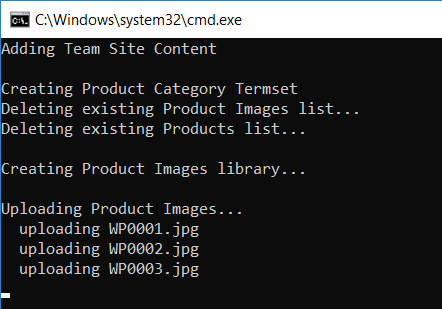 C:\Windows\system32\cmd.exe
Adding Team Site Content
Creating Product Category Termset
Deleting existing Product Images list...
Deleting existing Products list...
Creating Product Images library...
Uploading Product Images...
uploading WP0001.jpg
uploading WP0002.jpg
uploading WP0003.jpg